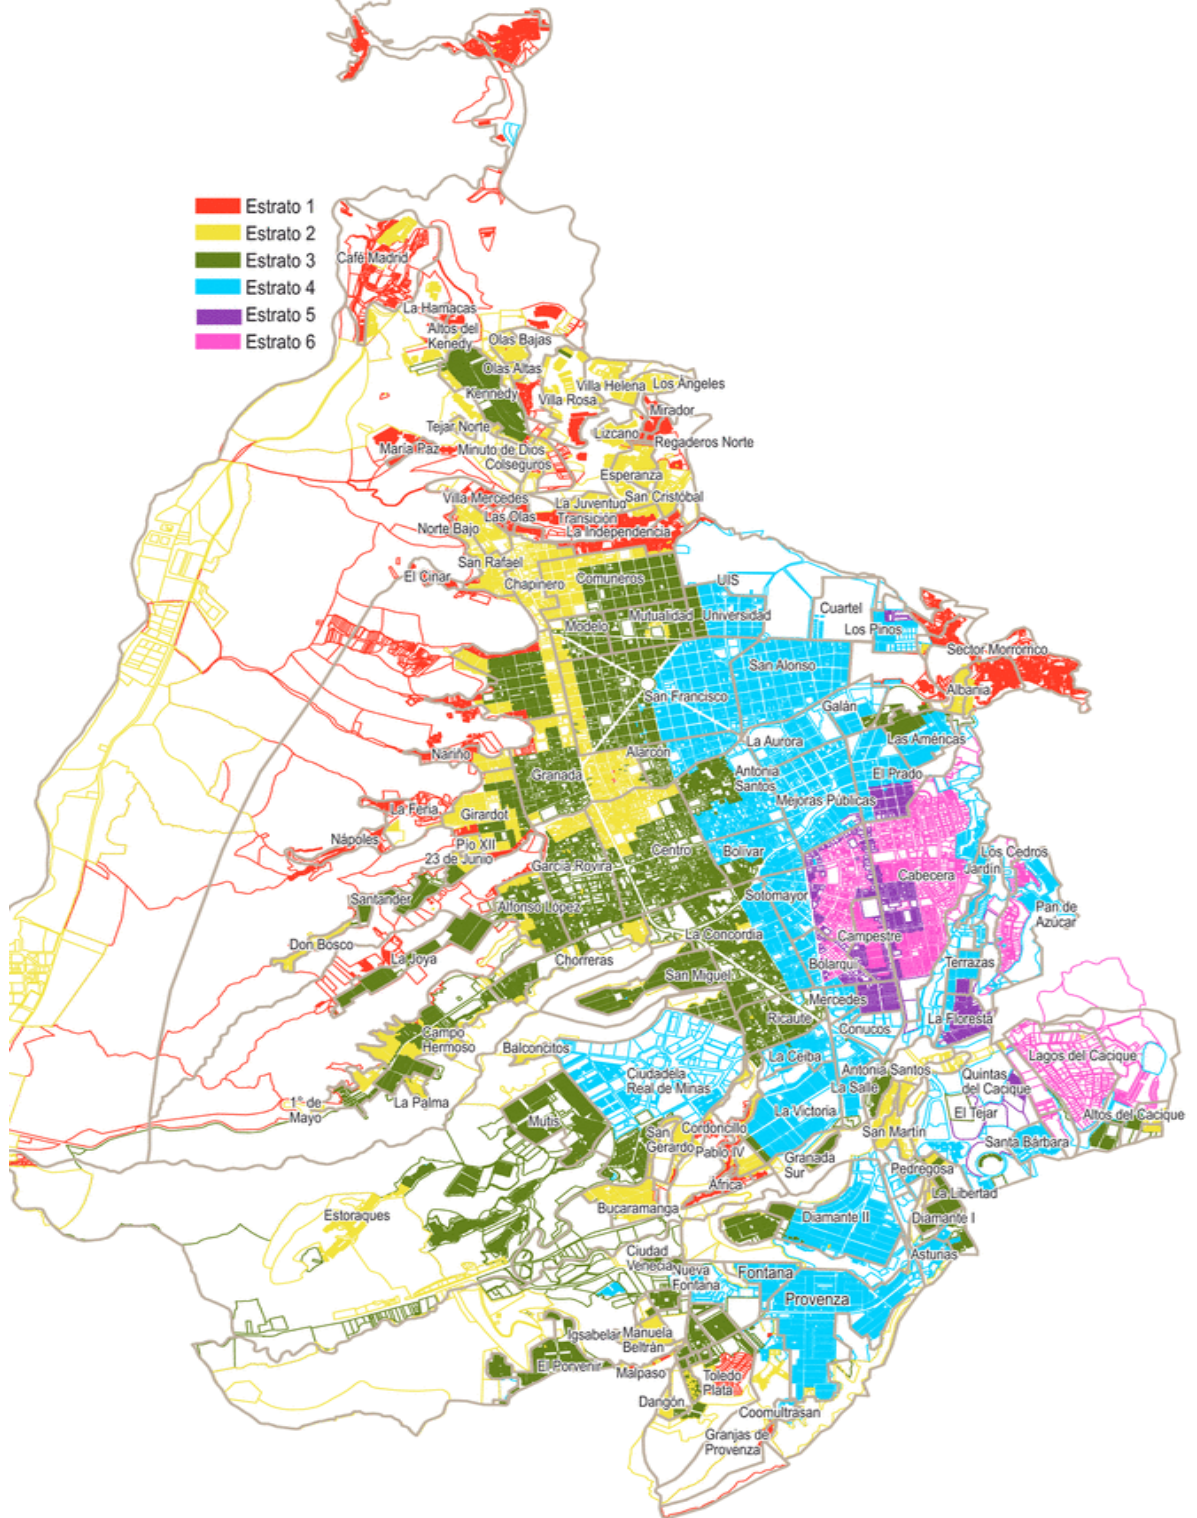 Estrato 1
Estrato 2
Estrato 3
Estrato 4
Estrato 5
Estrato 6
Café Madrid
La Hamacas
Altos del
Kenedy
Olas Bajas
Olas Altas
Kennedy
Villa Helena
Los Ángeles
Villa Rosa
Mirador
Tejar Norte
Lizcano
Regaderos Norte
María Paz
Minuto de Dios
Colseguros
Esperanza
Villa Mercedes
La Juventud
San Cristóbal
Las Olas
Transición
Norte Bajo
La Independencia
San Rafael
El Cinar
Chapinero
Comuneros
UIS
Modelo
Mutualidad
Universidad
Cuartel
Los Pinos
Sector Morrorrico
San Alonso
San Francisco
Albania
Galán
Las Américas
Nariño
Alarcón
La Aurora
Granada
Antonia
Santos
El Prado
Mejoras Públicas
La Feria
Girardot
Nápoles
Pío XII
23 de Junio
Centro
Bolívar
Los Cedros
Jardín
García Rovira
Cabecera
Santander
Sotomayor
Alfonso López
Pan de
Azúcar
Don Bosco
La Joya
La Concordia
Campestre
Chorreras
San Miguel
Bolarquí
Terrazas
Mercedes
Ricaute
Conucos
La Floresta
Campo
Hermoso
Balconcitos
La Ceiba
Lagos del Cacique
Ciudadela
Real de Minas
Antonia Santos
La Salle
Quintas
del Cacique
1° de
Mayo
La Palma
La Victoria
El Tejar
Altos del Cacique
Mutis
San
Gerardo
Cordoncillo
Pablo IV
San Martín
Santa Bárbara
Granada
Sur
Pedregosa
África
La Libertad
Bucaramanga
Estoraques
Diamante II
Diamante I
Asturias
Ciudad
Venecia
Nueva
Fontana
Fontana
Provenza
Igsabelar
Manuela
Beltrán
El Porvenir
Malpaso
Toledo
Plata
Dangón
Coomultrasan
Granjas de
Provenza